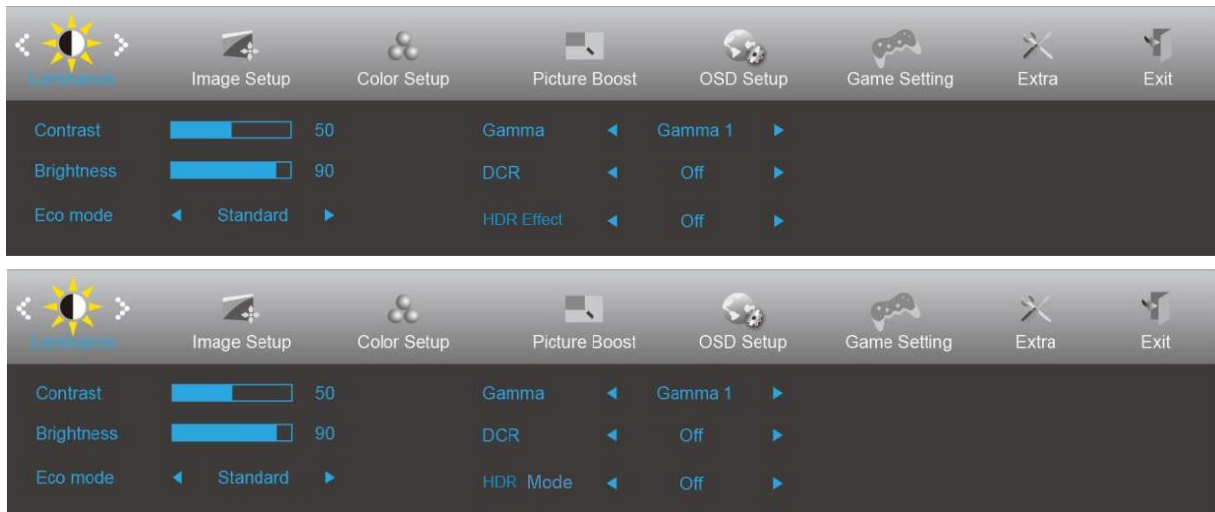 Luminance Image Setup Color Setup Picture Boost OSD Setup Game Setting Extra Exit
Contrast 50 Gamma Gamma 1
Brightness 90 DCR Off
Eco mode Standard HDR Effect Off
Luminance Image Setup Color Setup Picture Boost OSD Setup Game Setting Extra Exit
Contrast 50 Gamma Gamma 1
Brightness 90 DCR Off
Eco mode Standard HDR Mode Off